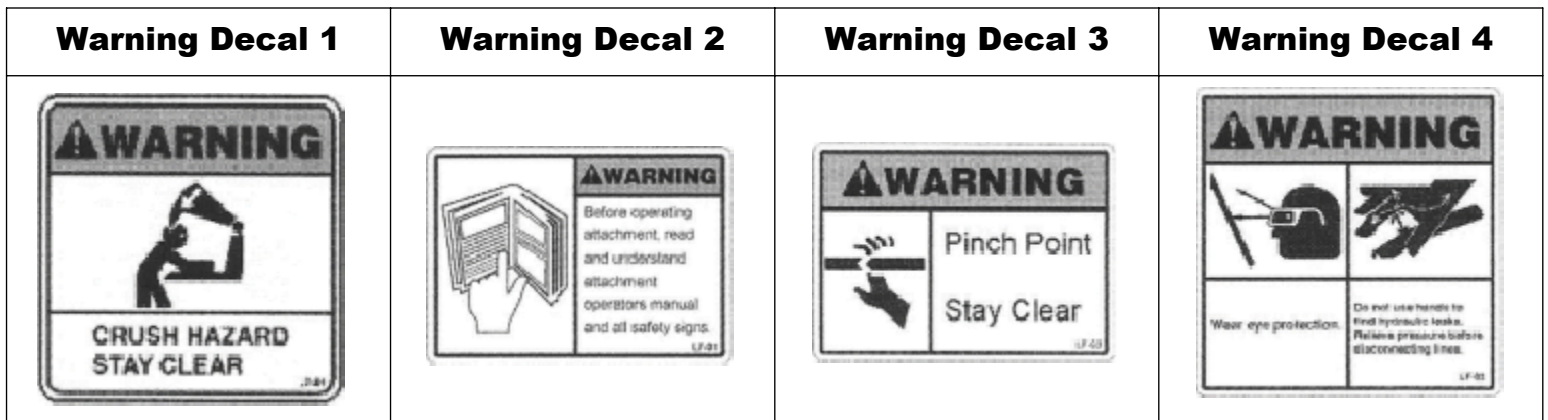 Warning Decal 1
Warning Decal 2
Warning Decal 3
Warning Decal 4
WARNING
CRUSH HAZARD
STAY CLEAR
WARNING
Before operating
attachment, read
and understand
attachment
operators manual
and all safety signs.
LF-01
WARNING
Pinch Point
Stay Clear
WARNING
Wear eye protection.
Do not use hands to
find hydraulic leaks.
Relieve pressure before
disconnecting lines.